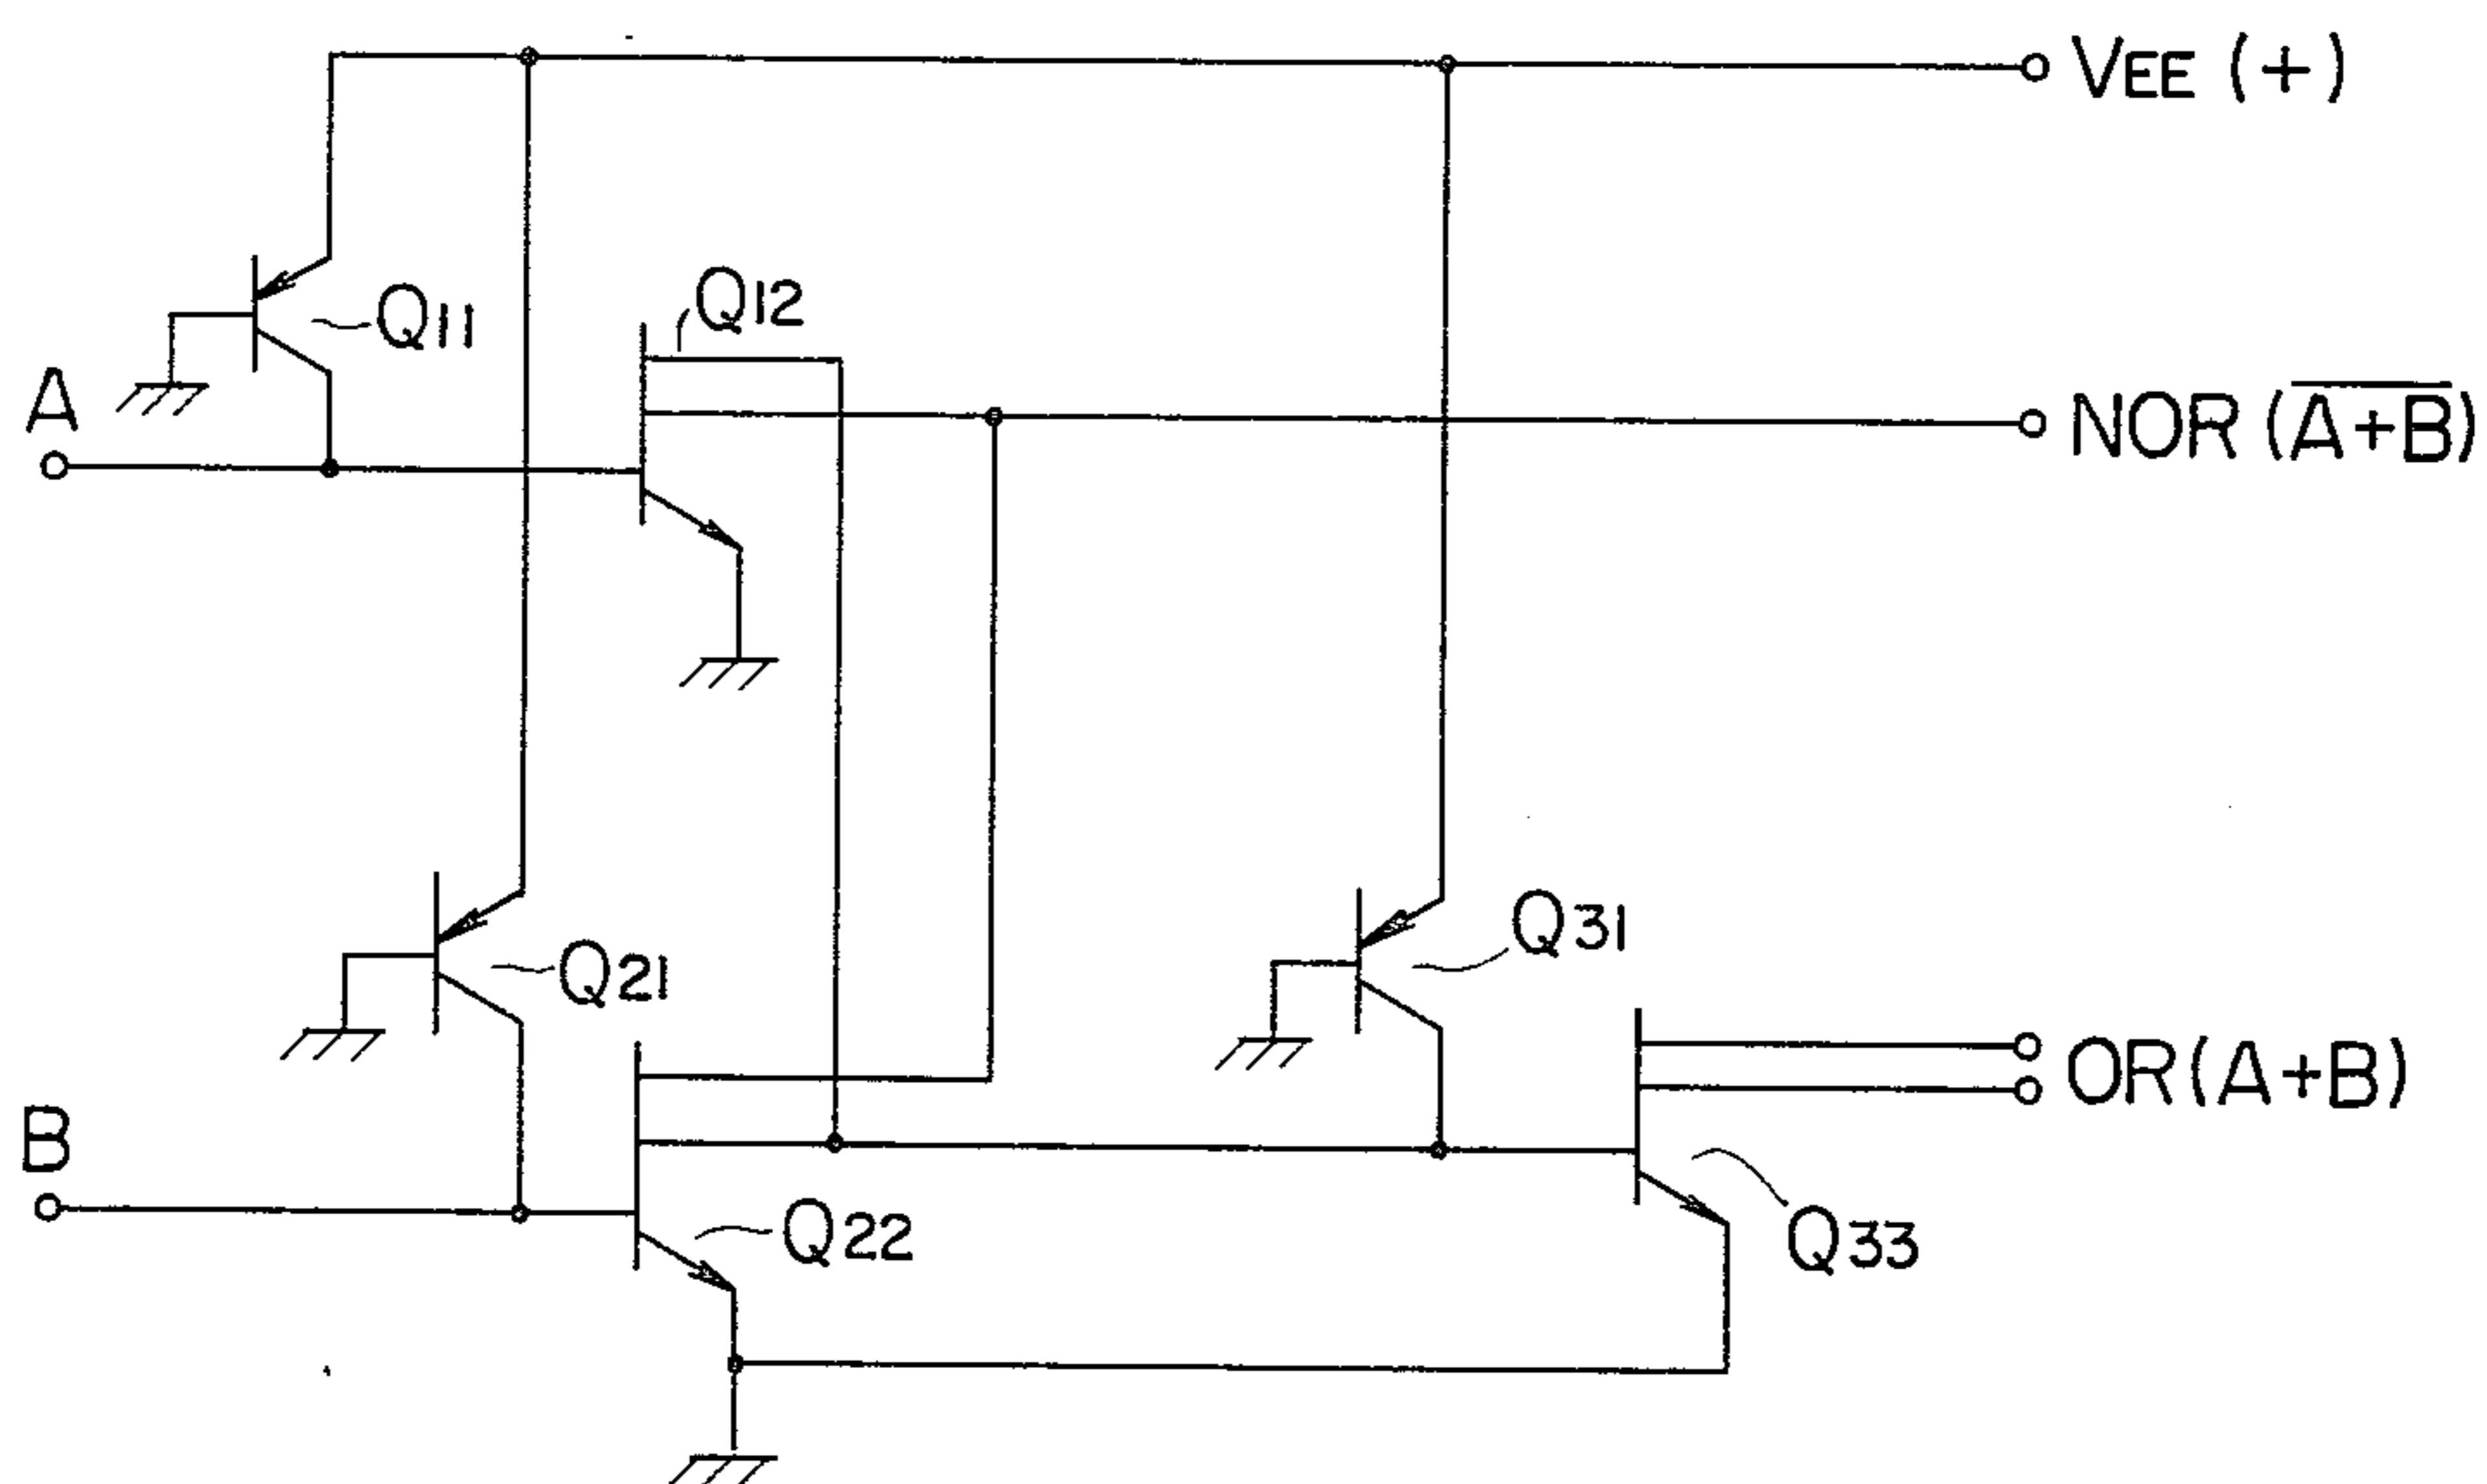 VEE (+)
Q11
Q12
A
NOR (A̅+̅B̅)
Q21
Q31
B
OR(A+B)
Q22
Q33